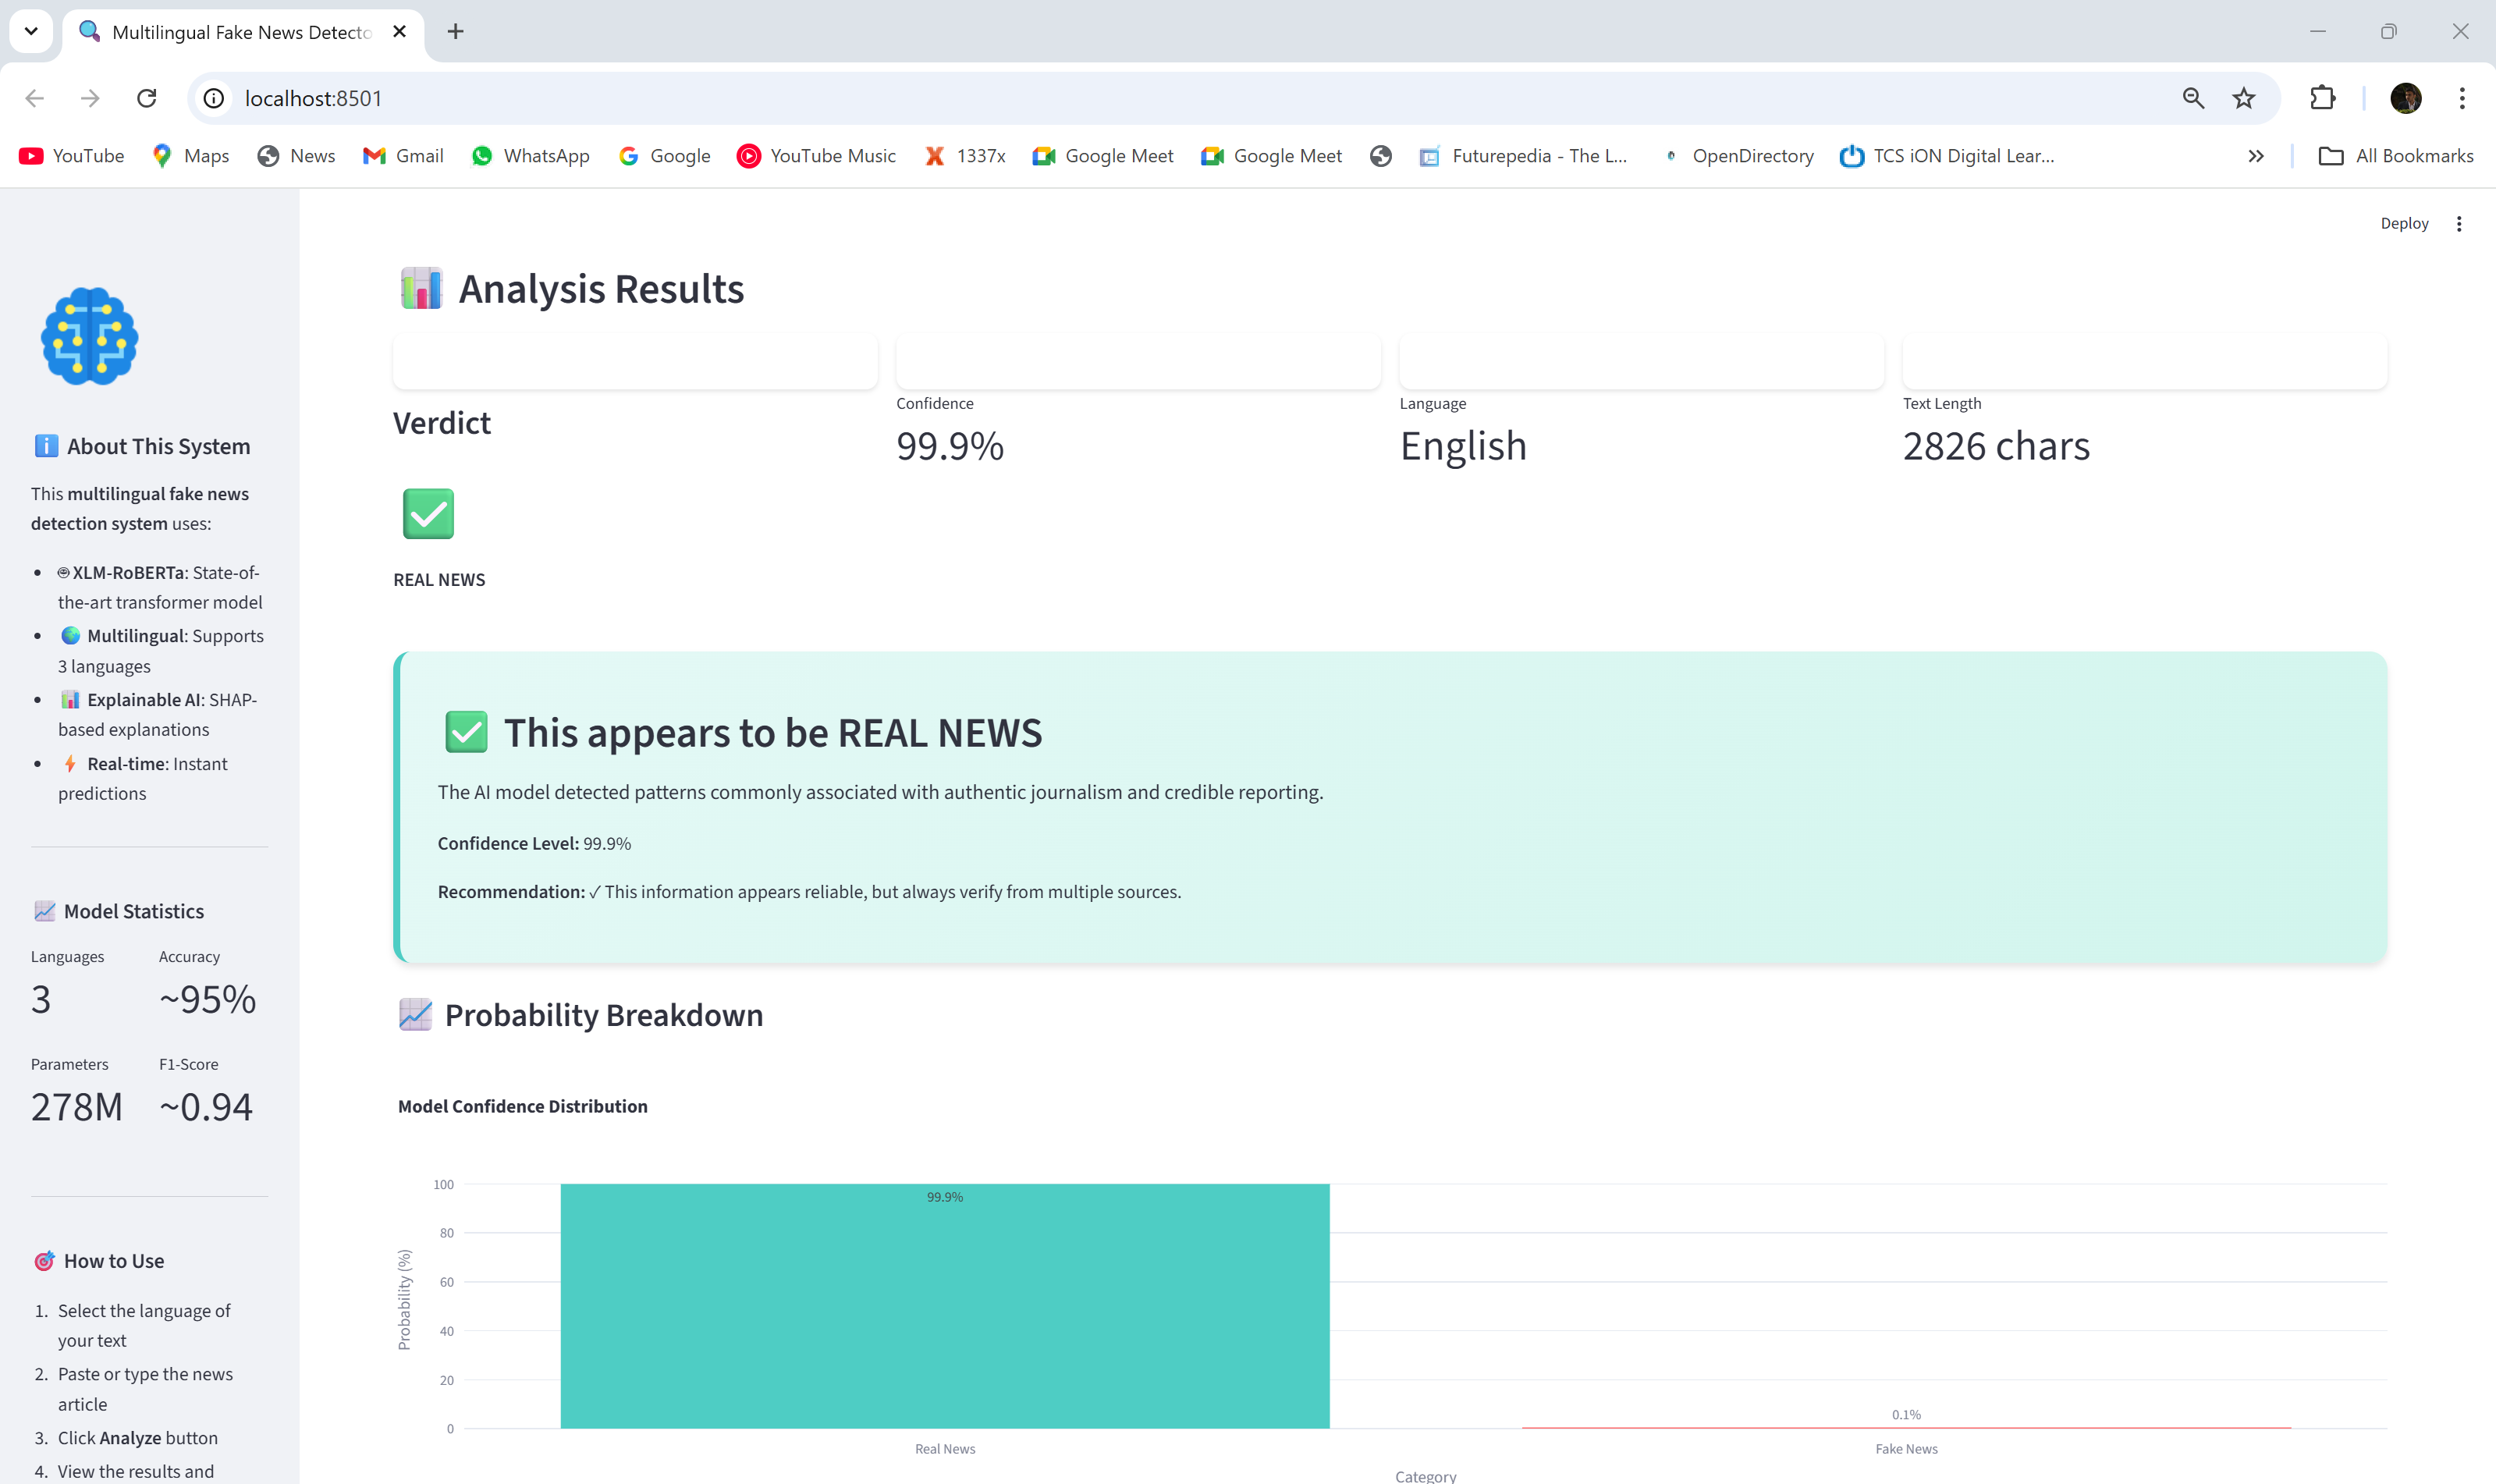 Multilingual Fake News Detecto
localhost:8501
YouTube Maps News Gmail WhatsApp Google YouTube Music 1337x Google Meet Google Meet Futurepedia - The L... OpenDirectory TCS iON Digital Lear... All Bookmarks
Deploy
About This System
This multilingual fake news
detection system uses:
XLM-RoBERTa: State-of-
the-art transformer model
Multilingual: Supports
3 languages
Explainable AI: SHAP-
based explanations
Real-time: Instant
predictions
Model Statistics
Languages Accuracy
3 ~95%
Parameters F1-Score
278M ~0.94
How to Use
1. Select the language of
your text
2. Paste or type the news
article
3. Click Analyze button
4. View the results and
Analysis Results
Verdict
REAL NEWS
Confidence
99.9%
Language
English
Text Length
2826 chars
This appears to be REAL NEWS
The AI model detected patterns commonly associated with authentic journalism and credible reporting.
Confidence Level: 99.9%
Recommendation: ✓ This information appears reliable, but always verify from multiple sources.
Probability Breakdown
Model Confidence Distribution
Probability (%)
100
80
60
40
20
0
99.9%
0.1%
Real News Fake News
Category